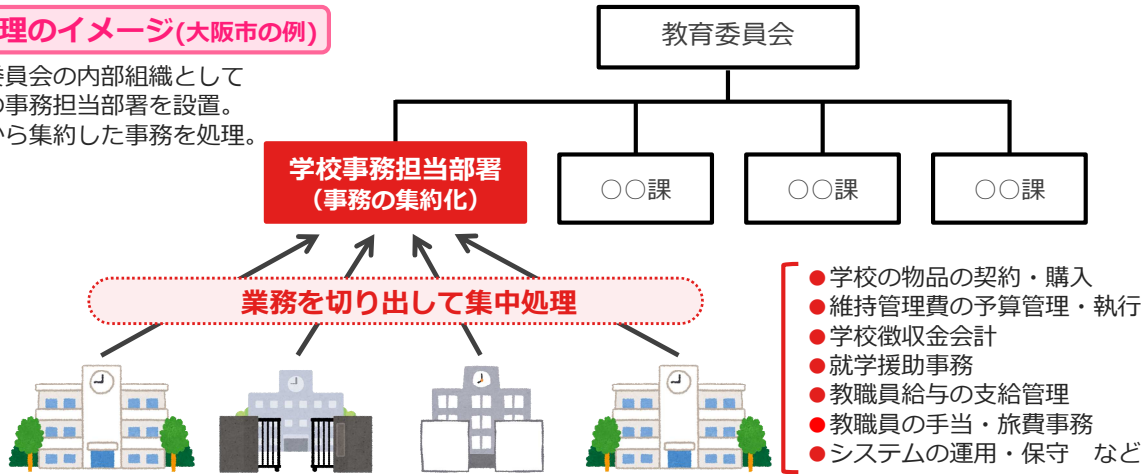 理のイメージ(大阪市の例)
委員会の内部組織として
の事務担当部署を設置。
から集約した事務を処理。
教育委員会
学校事務担当部署
(事務の集約化)
○○課
○○課
○○課
業務を切り出して集中処理
●学校の物品の契約・購入
●維持管理費の予算管理・執行
●学校徴収金会計
●就学援助事務
●教職員給与の支給管理
●教職員の手当・旅費事務
●システムの運用・保守　など